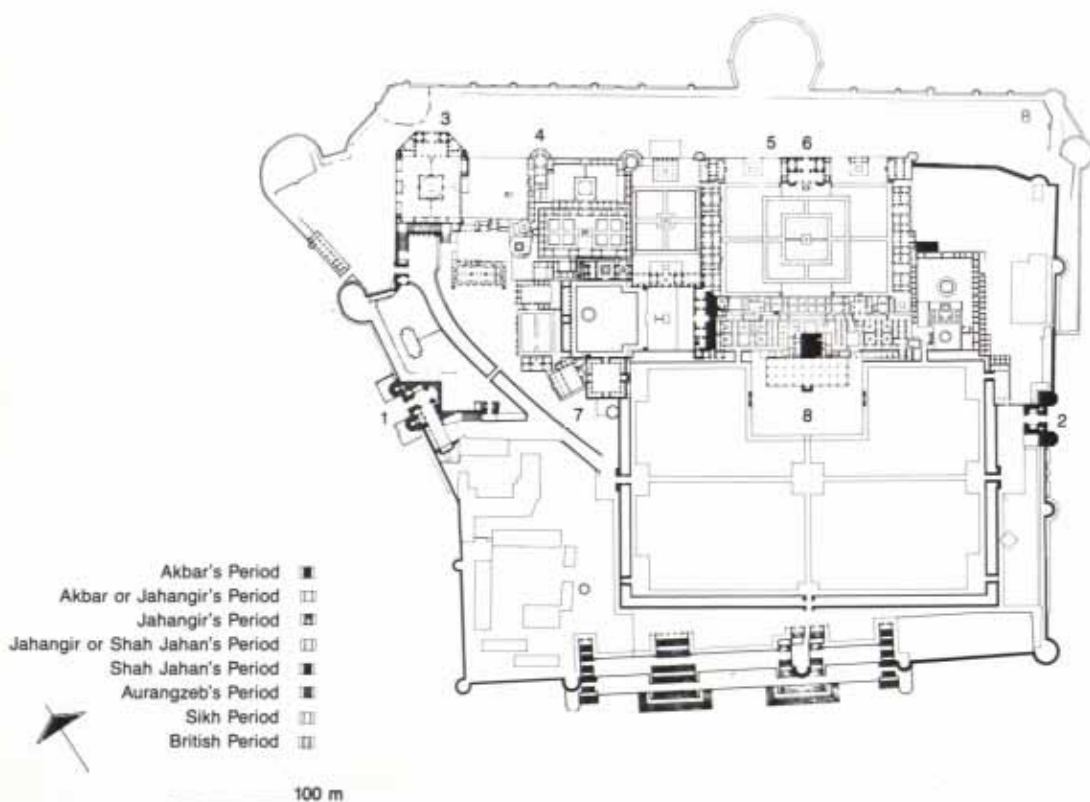 3
4
5 6
1
7
8
2
Akbar's Period
Akbar or Jahangir's Period
Jahangir's Period
Jahangir or Shah Jahan's Period
Shah Jahan's Period
Aurangzeb's Period
Sikh Period
British Period
100 m